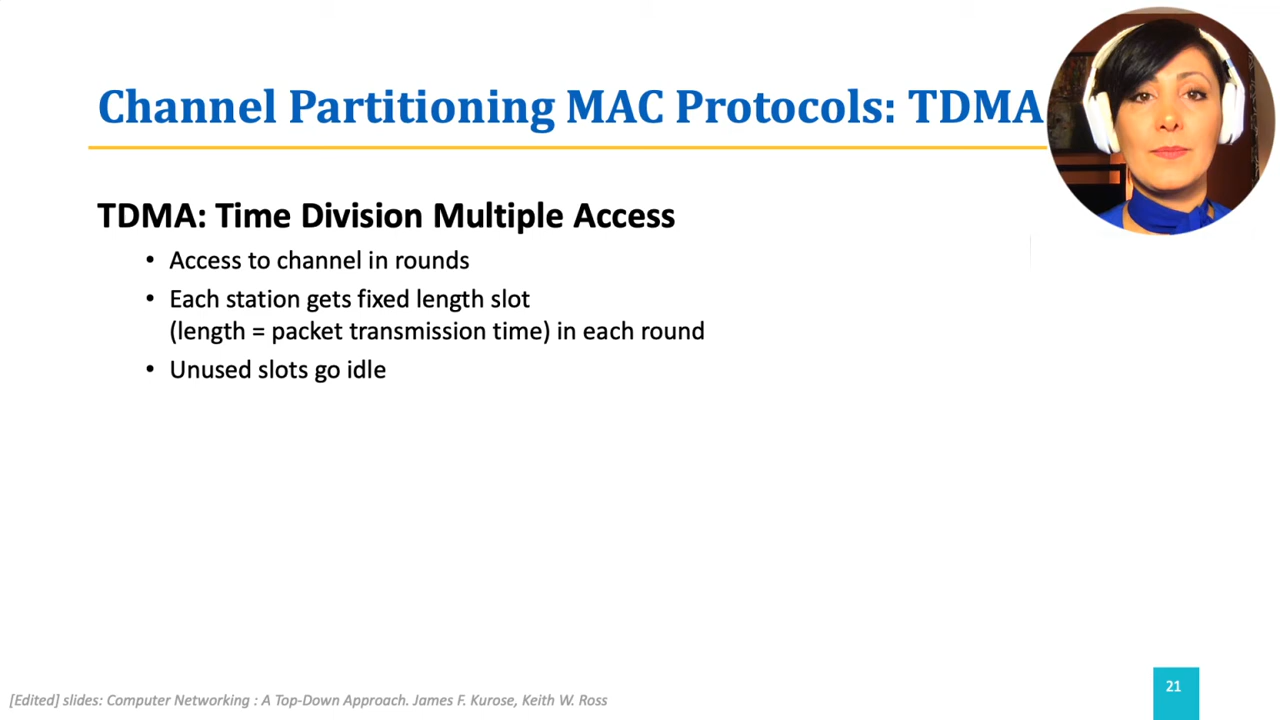 Channel Partitioning MAC Protocols: TDMA
TDMA: Time Division Multiple Access
• Access to channel in rounds
• Each station gets fixed length slot
(length = packet transmission time) in each round
• Unused slots go idle
[Edited] slides: Computer Networking : A Top-Down Approach. James F. Kurose, Keith W. Ross
21